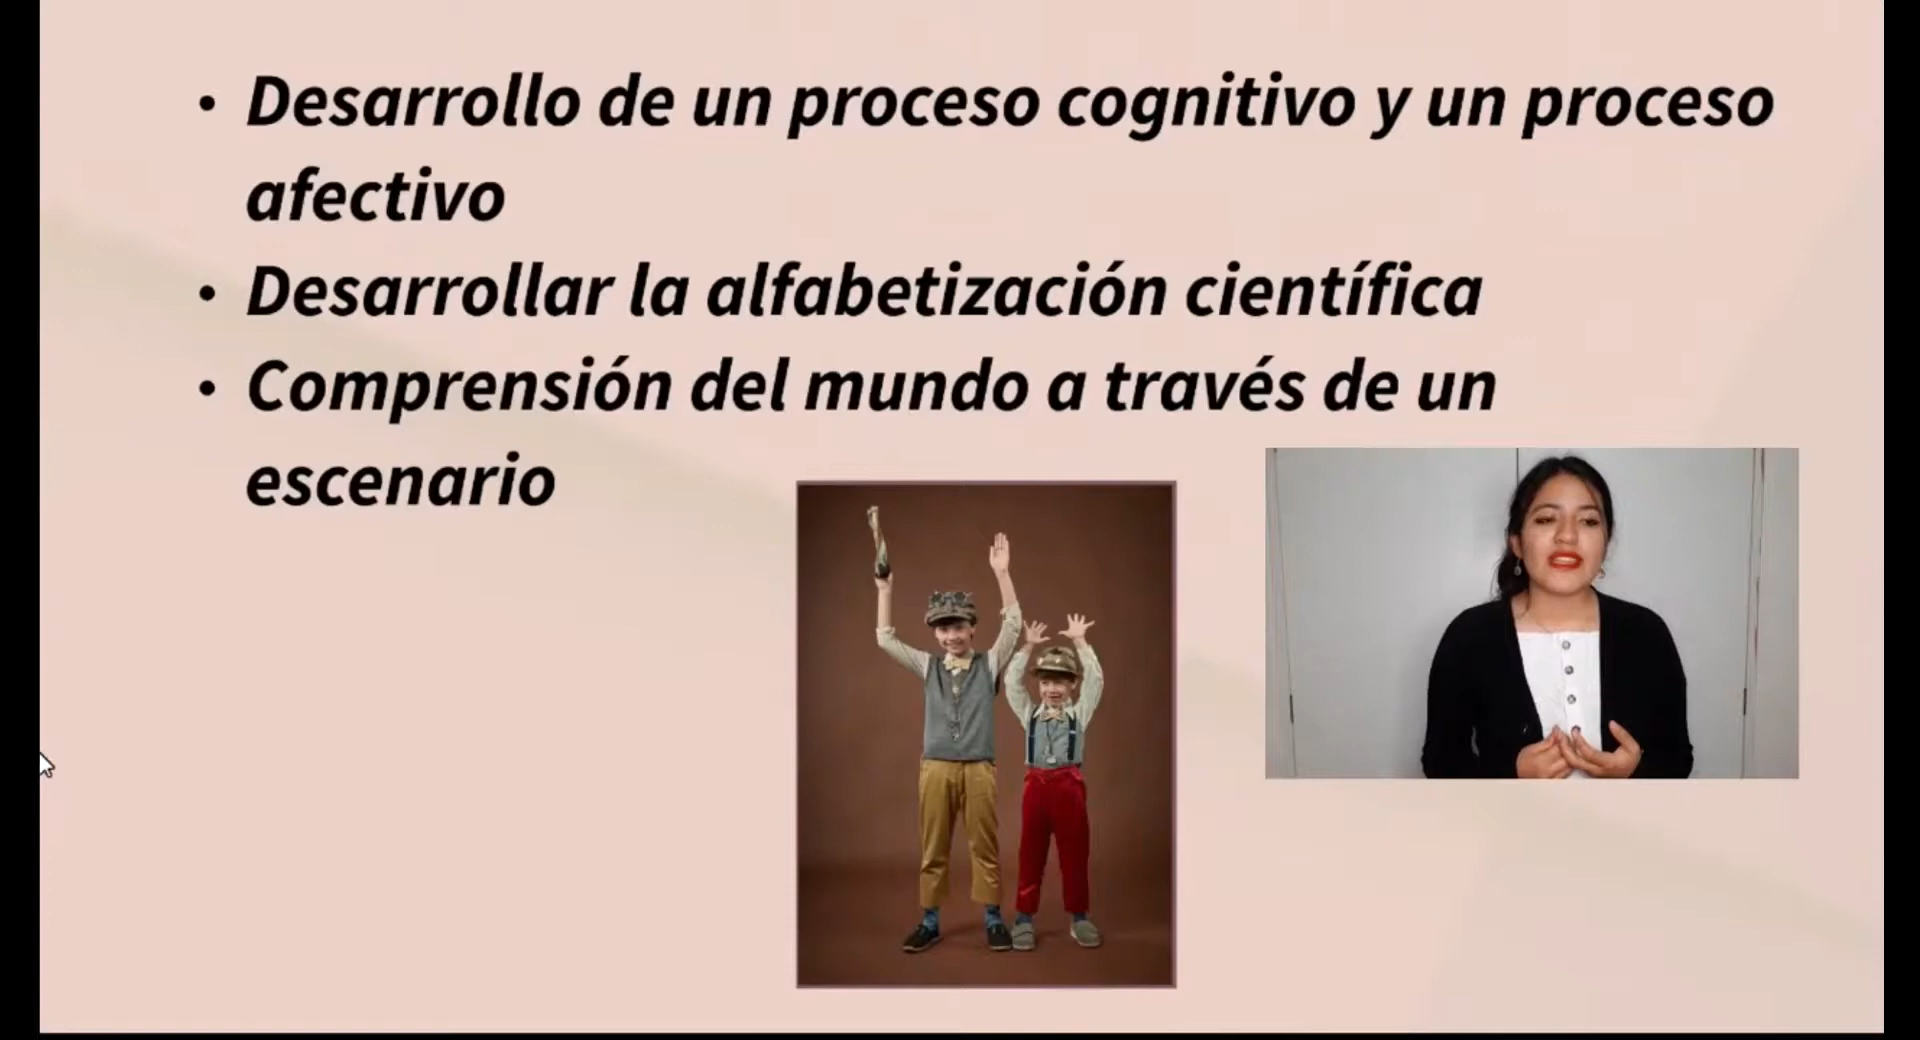 • Desarrollo de un proceso cognitivo y un proceso
afectivo
• Desarrollar la alfabetización científica
• Comprensión del mundo a través de un
escenario